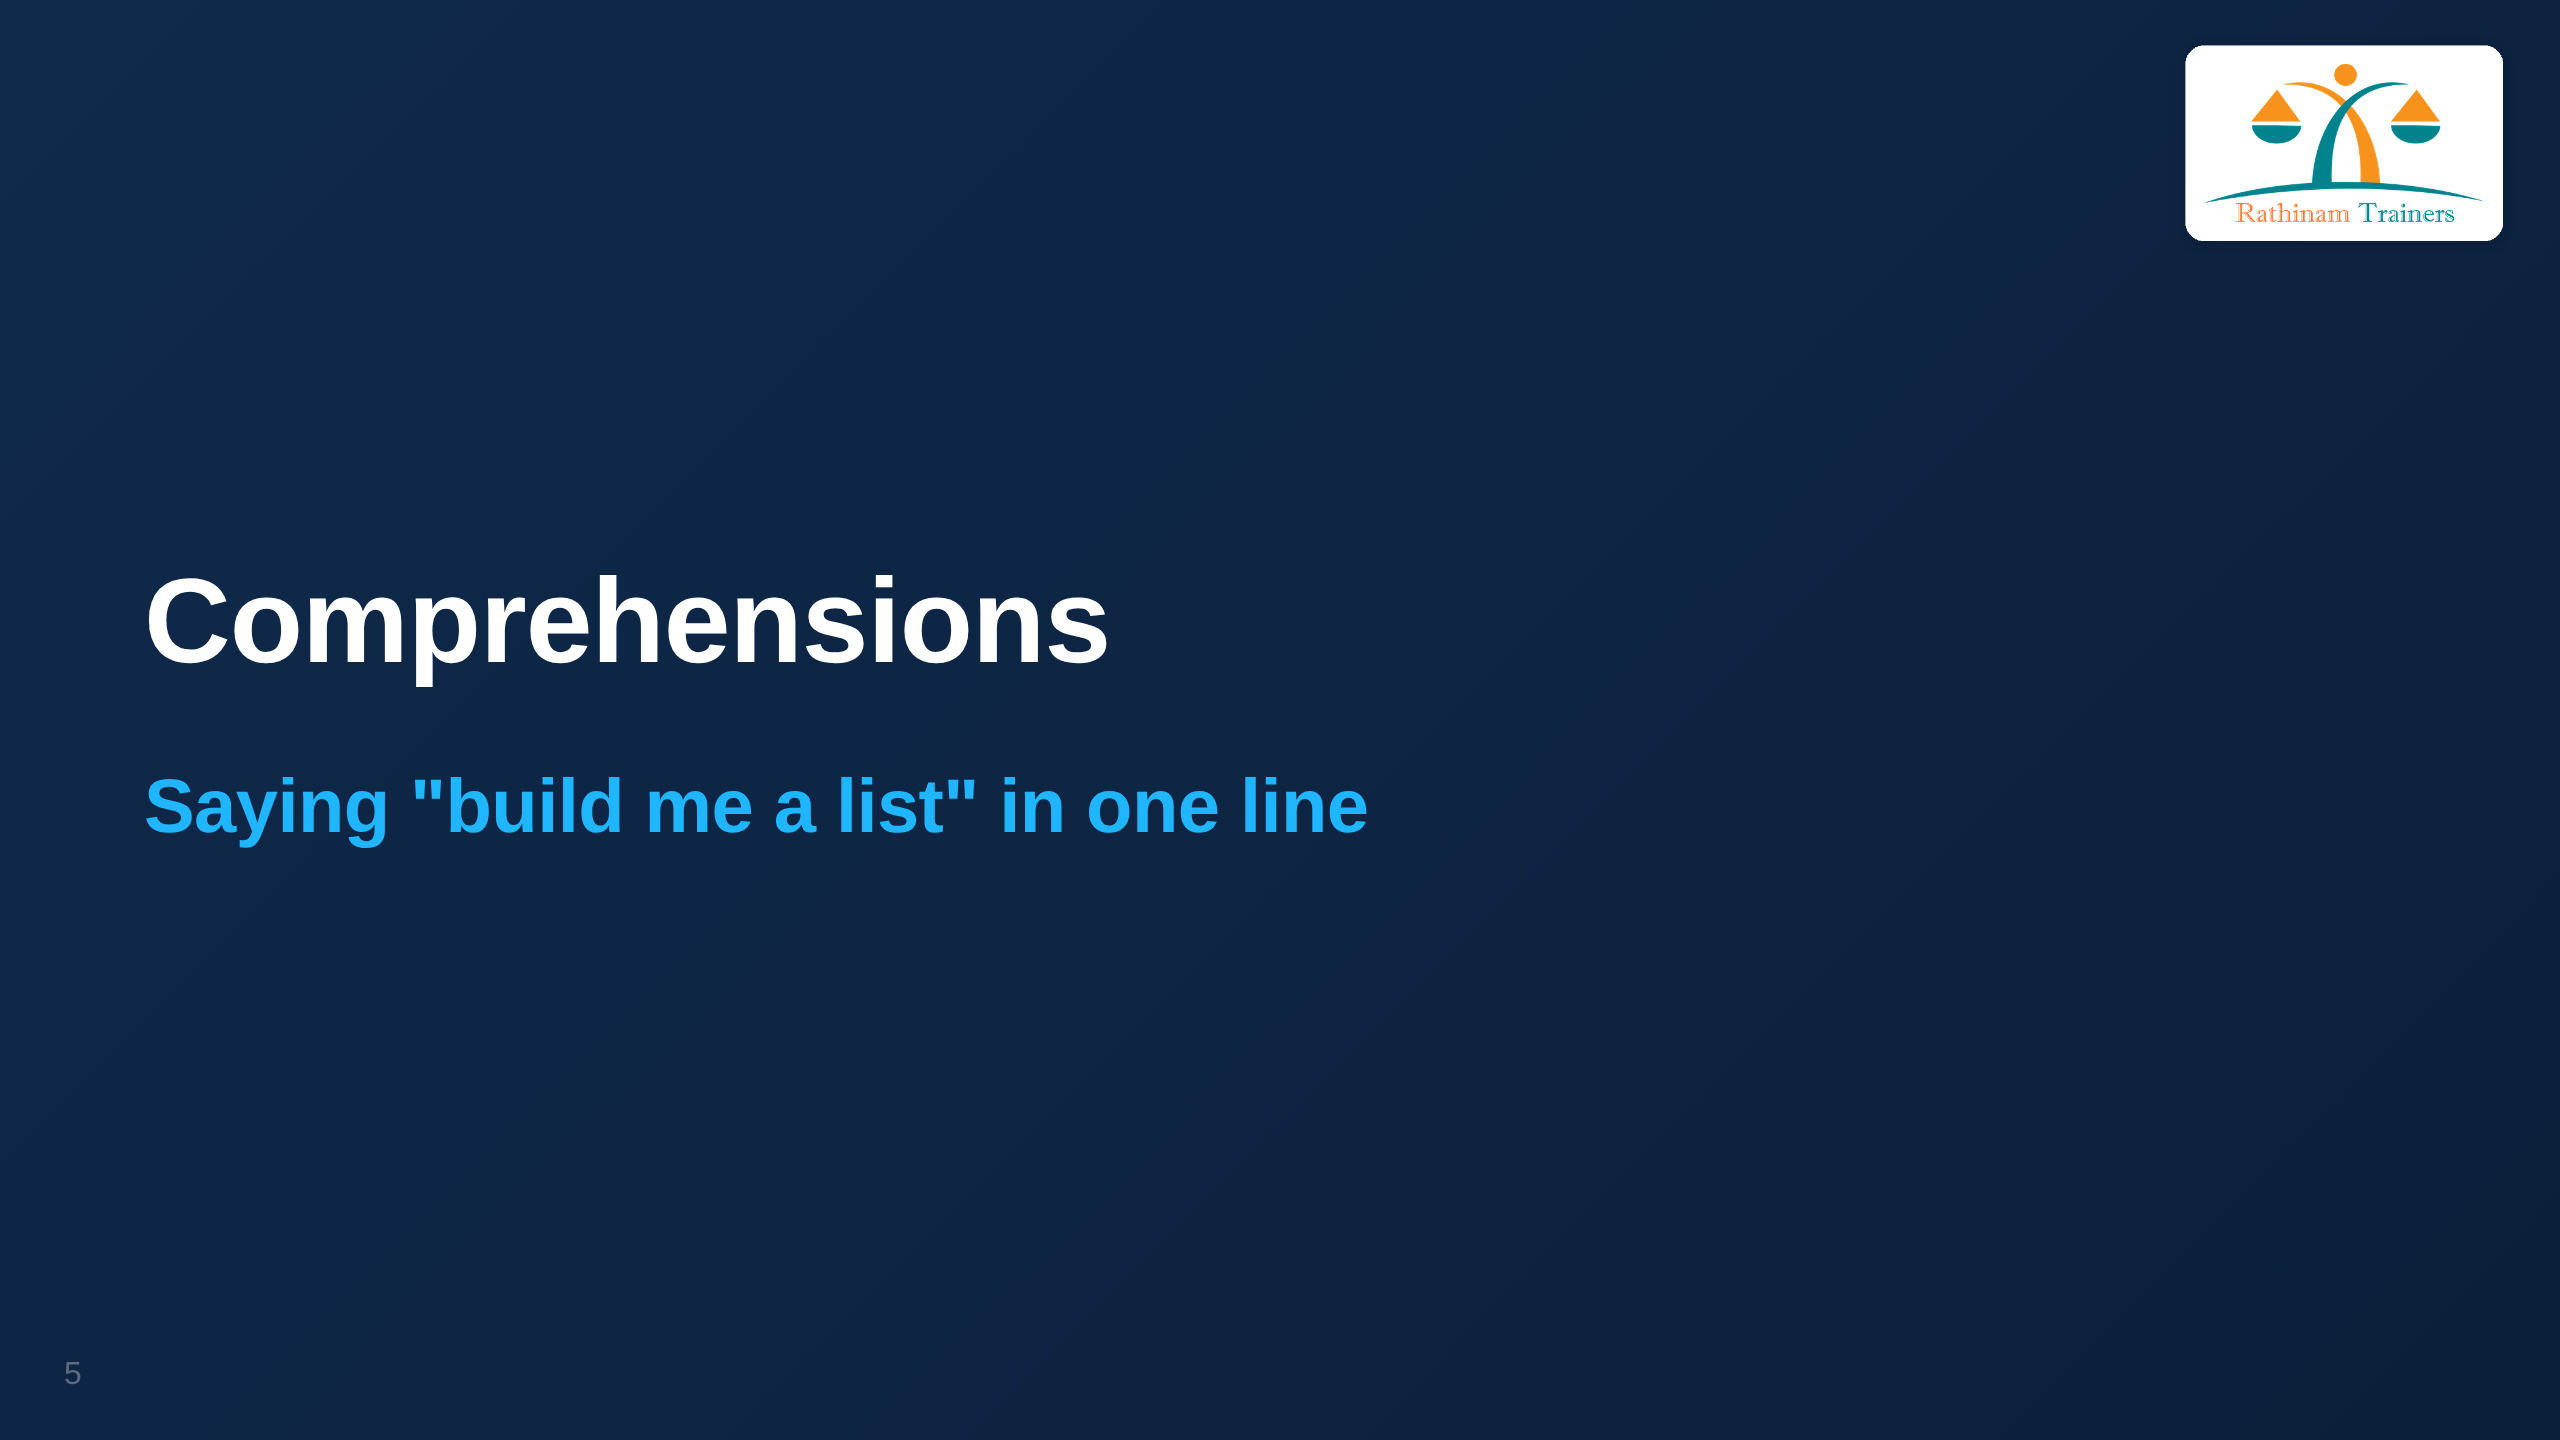 Rathinam Trainers
Comprehensions
Saying "build me a list" in one line
5